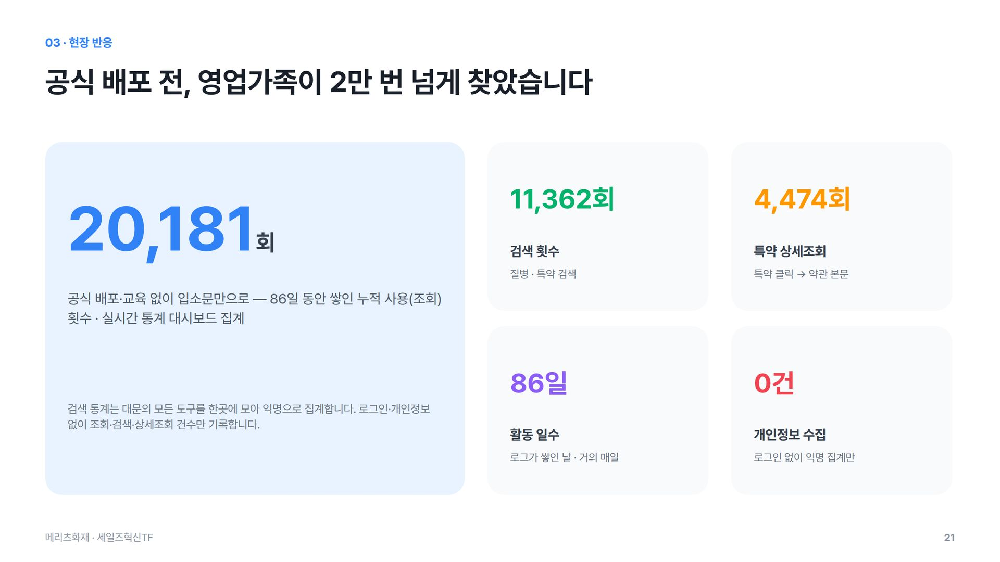 03 · 현장 반응
공식 배포 전, 영업가족이 2만 번 넘게 찾았습니다
20,181회
공식 배포·교육 없이 입소문만으로 — 86일 동안 쌓인 누적 사용(조회)
횟수 · 실시간 통계 대시보드 집계
검색 통계는 대문의 모든 도구를 한곳에 모아 익명으로 집계합니다. 로그인·개인정보
없이 조회·검색·상세조회 건수만 기록합니다.
11,362회
검색 횟수
질병 · 특약 검색
4,474회
특약 상세조회
특약 클릭 → 약관 본문
86일
활동 일수
로그가 쌓인 날 · 거의 매일
0건
개인정보 수집
로그인 없이 익명 집계만
메리츠화재 · 세일즈혁신TF
21